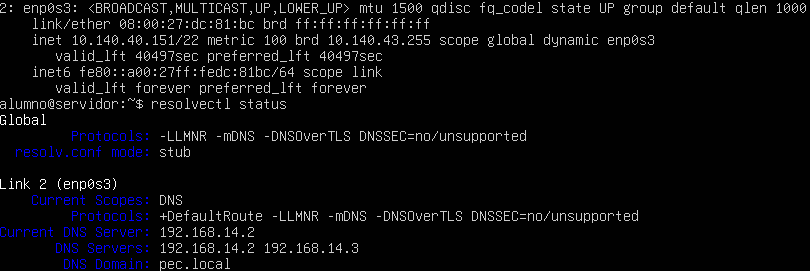 2: enp0s3: <BROADCAST,MULTICAST,UP,LOWER_UP> mtu 1500 qdisc fq_codel state UP group default qlen 1000
    link/ether 08:00:27:dc:81:bc brd ff:ff:ff:ff:ff:ff
    inet 10.140.40.151/22 metric 100 brd 10.140.43.255 scope global dynamic enp0s3
       valid_lft 40497sec preferred_lft 40497sec
    inet6 fe80::a00:27ff:fedc:81bc/64 scope link
       valid_lft forever preferred_lft forever
alumno@servidor:~$ resolvectl status
Global
         Protocols: -LLMNR -mDNS -DNSOverTLS DNSSEC=no/unsupported
  resolv.conf mode: stub

Link 2 (enp0s3)
    Current Scopes: DNS
         Protocols: +DefaultRoute -LLMNR -mDNS -DNSOverTLS DNSSEC=no/unsupported
Current DNS Server: 192.168.14.2
       DNS Servers: 192.168.14.2 192.168.14.3
        DNS Domain: pec.local